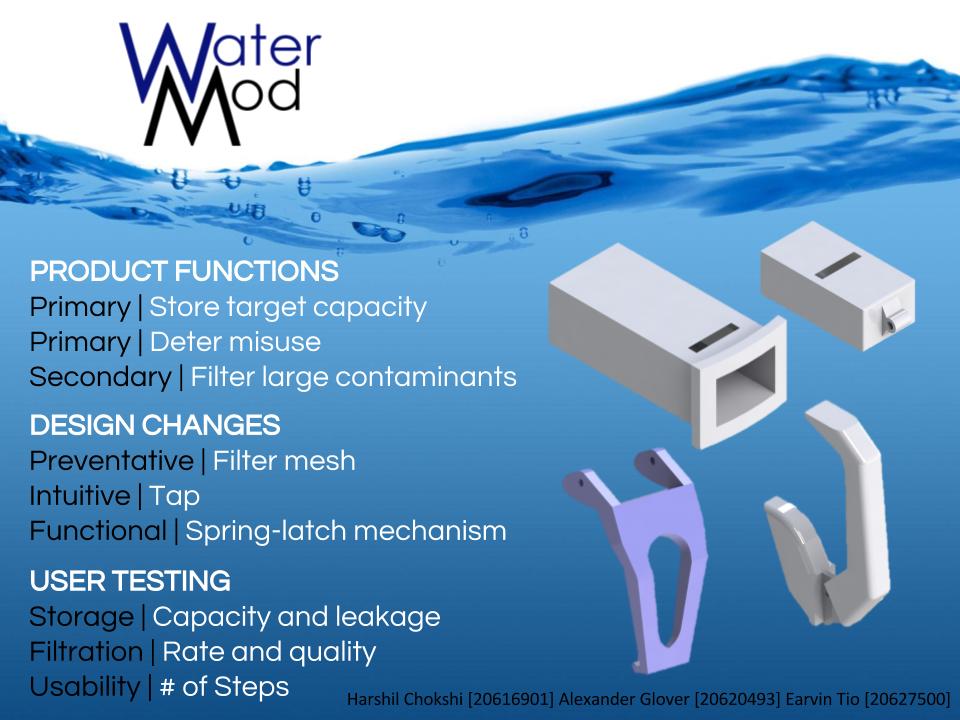 Water
Mod
PRODUCT FUNCTIONS
Primary | Store target capacity
Primary | Deter misuse
Secondary | Filter large contaminants
DESIGN CHANGES
Preventative | Filter mesh
Intuitive | Tap
Functional | Spring-latch mechanism
USER TESTING
Storage | Capacity and leakage
Filtration | Rate and quality
Usability | # of Steps
Harshil Chokshi [20616901] Alexander Glover [20620493] Earvin Tio [20627500]